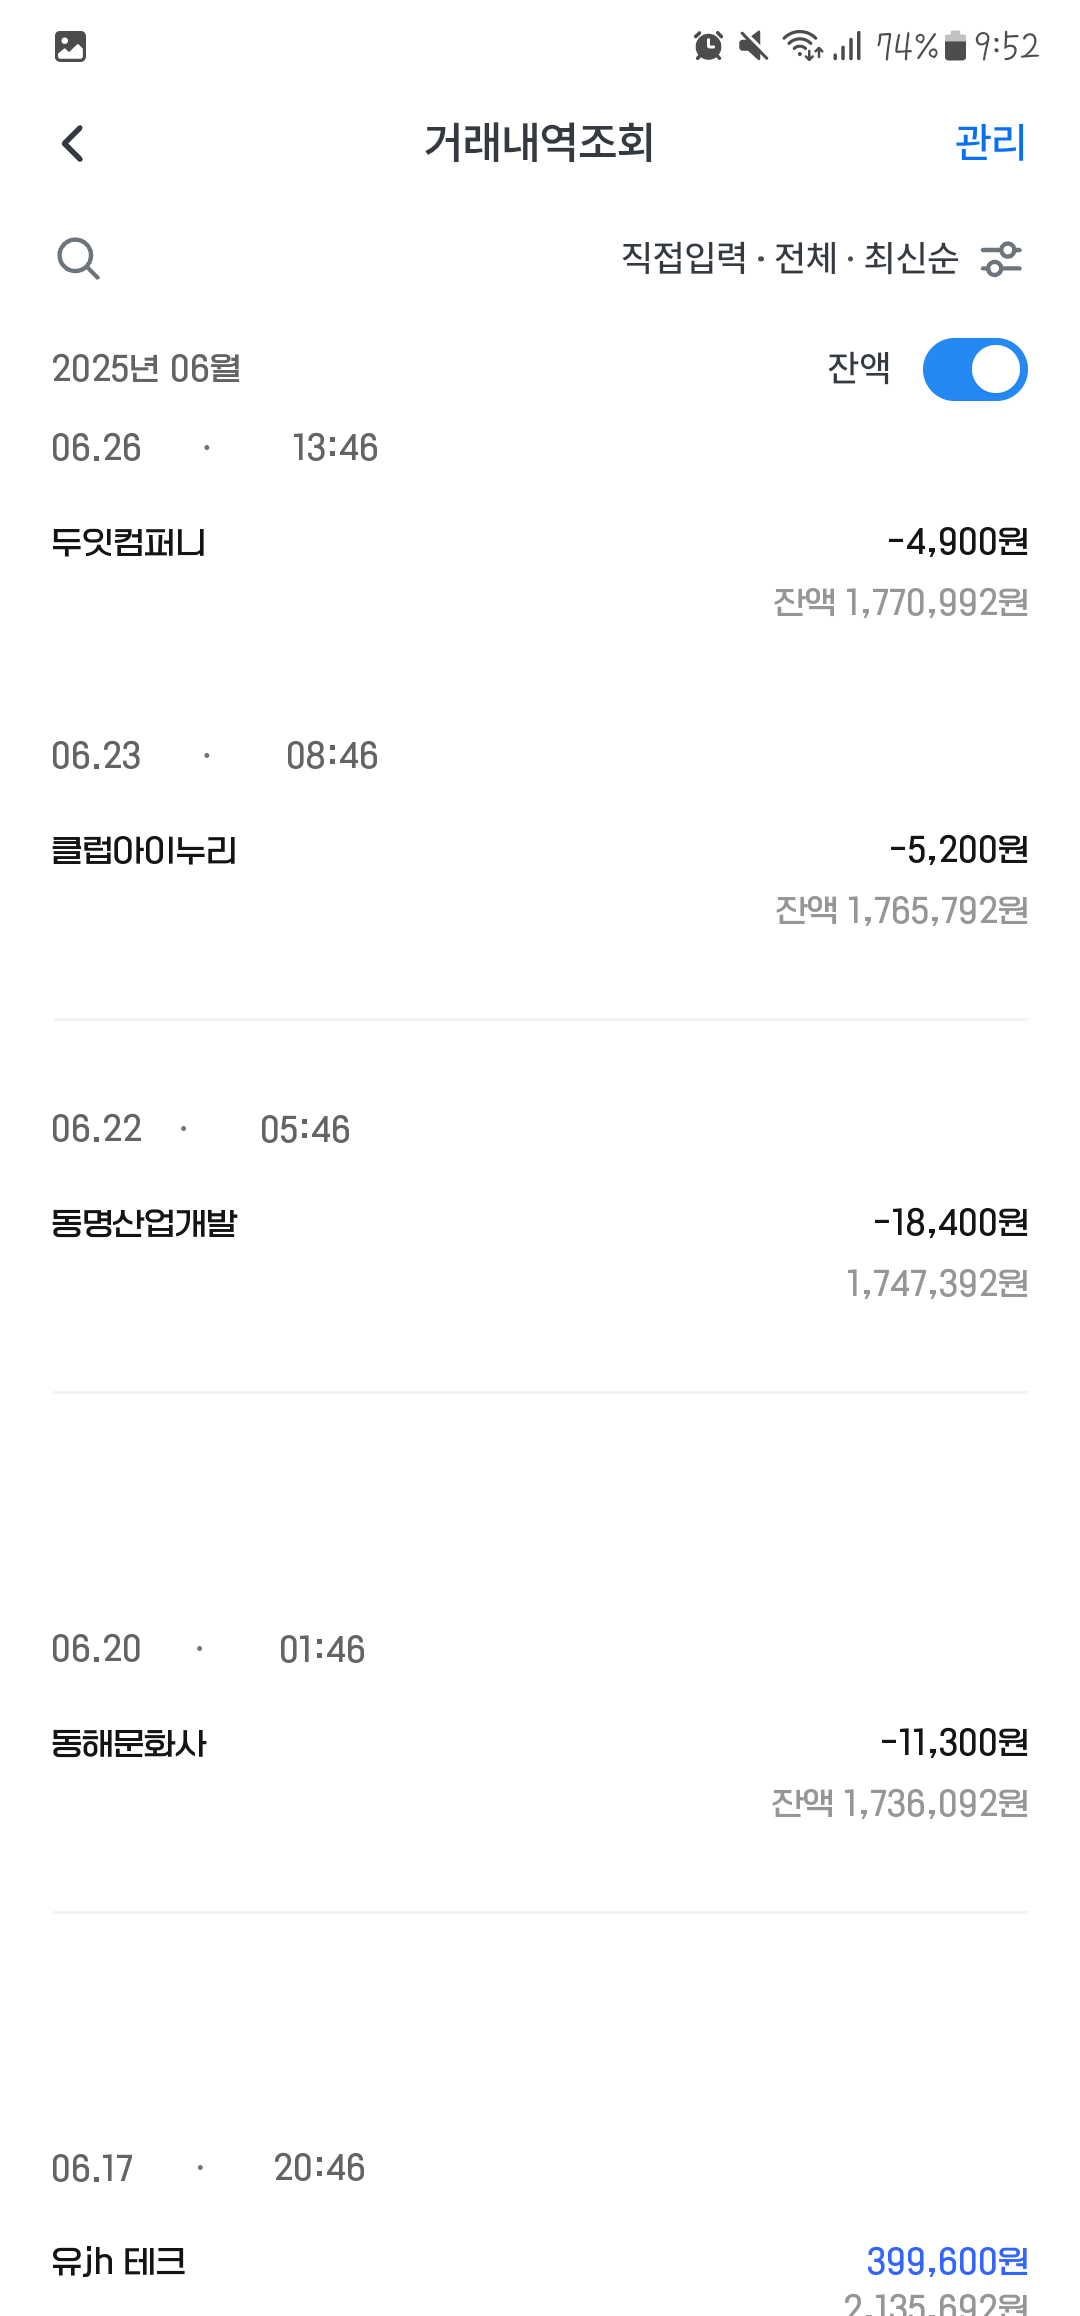 74% 9:52
거래내역조회 관리
직접입력 · 전체 · 최신순
2025년 06월 잔액
06.26 · 13:46
두잇컴퍼니 -4,900원
잔액 1,770,992원
06.23 · 08:46
클럽아이누리 -5,200원
잔액 1,765,792원
06.22 · 05:46
동명산업개발 -18,400원
1,747,392원
06.20 · 01:46
동해문화사 -11,300원
잔액 1,736,092원
06.17 · 20:46
유jh 테크 399,600원
2,135,692원